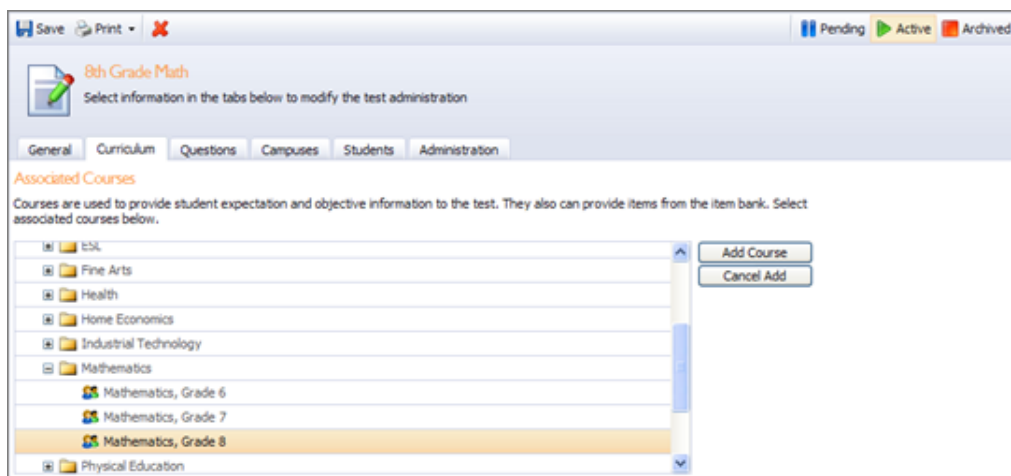 Save Print Pending Active Archived
8th Grade Math
Select information in the tabs below to modify the test administration
General Curriculum Questions Campuses Students Administration
Associated Courses
Courses are used to provide student expectation and objective information to the test. They also can provide items from the item bank. Select
associated courses below.
ESL
Add Course
Fine Arts
Cancel Add
Health
Home Economics
Industrial Technology
Mathematics
Mathematics, Grade 6
Mathematics, Grade 7
Mathematics, Grade 8
Physical Education